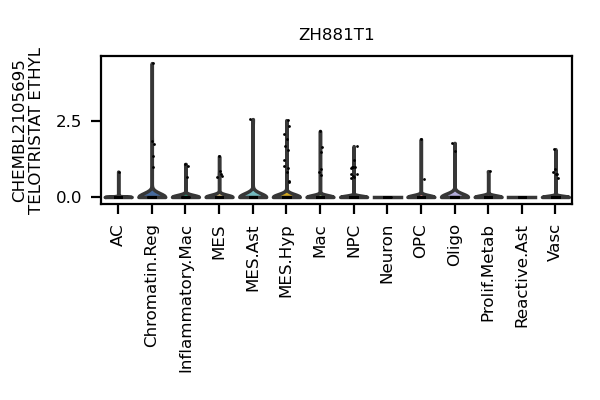 ZH881T1
CHEMBL2105695
TELOTRISTAT ETHYL
2.5
0.0
AC
Chromatin.Reg
Inflammatory.Mac
MES
MES.Ast
MES.Hyp
Mac
NPC
Neuron
OPC
Oligo
Prolif.Metab
Reactive.Ast
Vasc